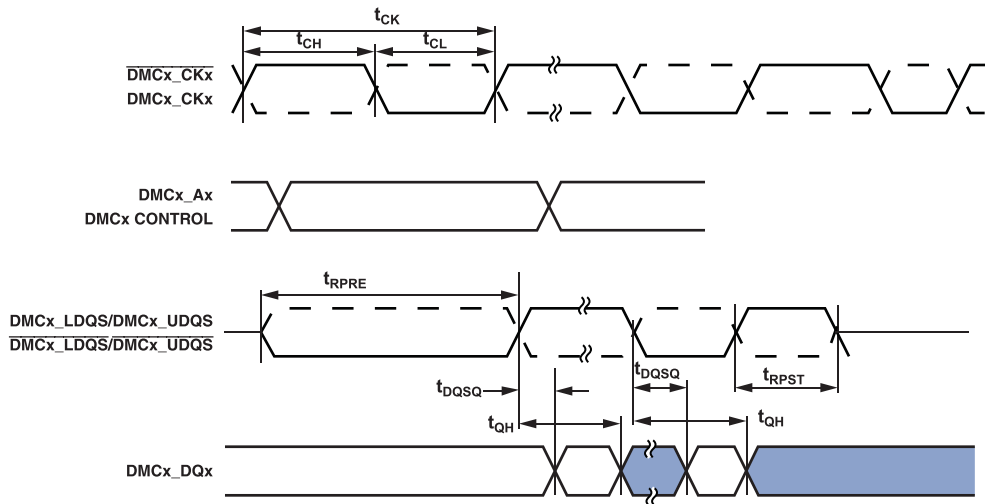 tCK
tCH
tCL
DMCx_CKx
DMCx_CKx
DMCx_Ax
DMCx CONTROL
tRPRE
DMCx_LDQS/DMCx_UDQS
DMCx_LDQS/DMCx_UDQS
tDQSQ
tDQSQ
tRPST
tQH
tQH
DMCx_DQx